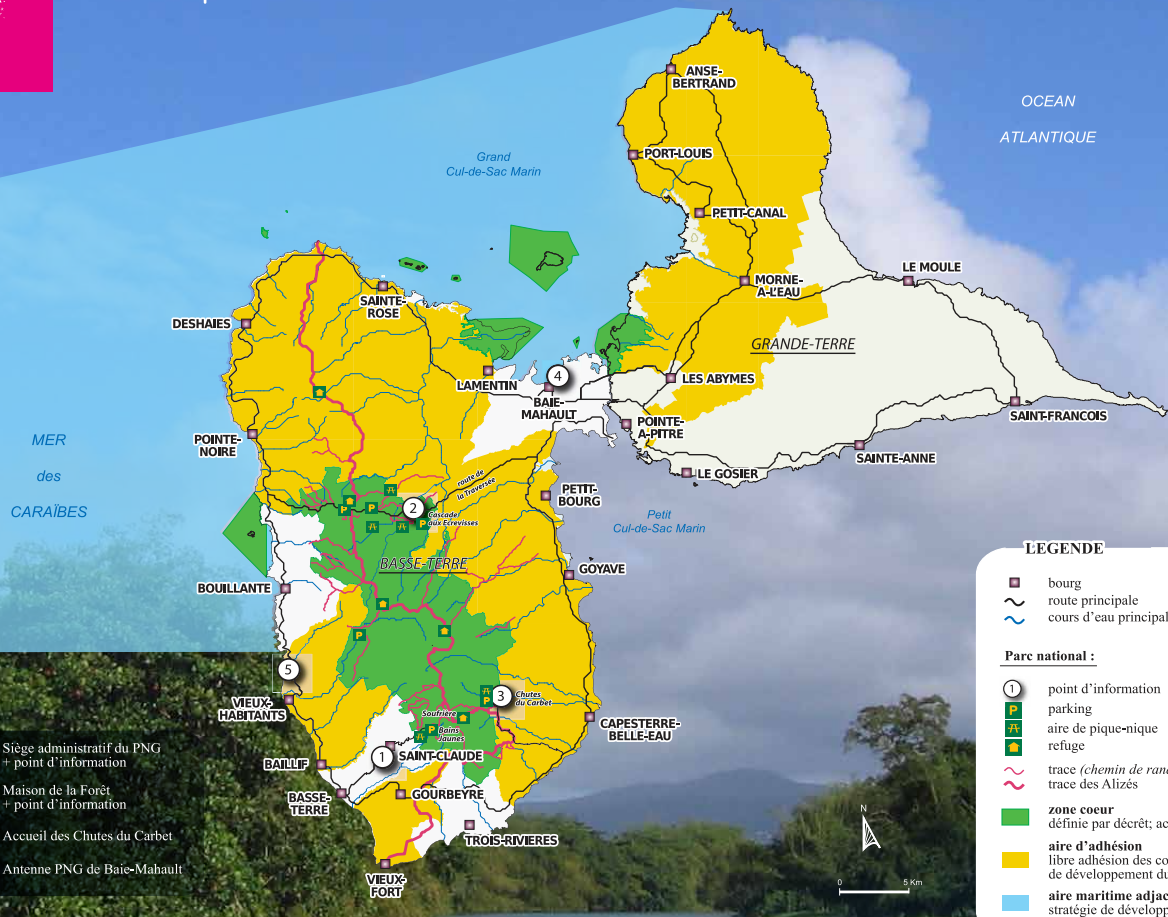 OCEAN
ATLANTIQUE
ANSE-
BERTRAND
Grand
Cul-de-Sac Marin
PORT-LOUIS
PETIT-CANAL
LE MOULE
MORNE-
A-L'EAU
SAINTE-
ROSE
DESHAIES
GRANDE-TERRE
LAMENTIN
4
BAIE-
MAHAULT
LES ABYMES
SAINT-FRANCOIS
POINTE-
A-PITRE
POINTE-
NOIRE
MER
des
CARAÏBES
SAINTE-ANNE
LE GOSIER
route de
la Traversée
PETIT-
BOURG
2
Cascade
aux Ecrevisses
P
P
P
Petit
Cul-de-Sac Marin
BASSE-TERRE
GOYAVE
BOUILLANTE
P
5
VIEUX-
HABITANTS
3
P
Chutes
du Carbet
Soufrière
P
Bains
Jaunes
CAPESTERRE-
BELLE-EAU
1
SAINT-CLAUDE
BAILLIF
BASSE-
TERRE
GOURBEYRE
TROIS-RIVIERES
VIEUX-
FORT
Siège administratif du PNG
+ point d'information
Maison de la Forêt
+ point d'information
Accueil des Chutes du Carbet
Antenne PNG de Baie-Mahault
N
0 5 Km
LEGENDE
bourg
route principale
cours d'eau principal
Parc national :
1 point d'information
P parking
aire de pique-nique
refuge
trace (chemin de ran
trace des Alizés
zone coeur
définie par décrêt; ac
aire d'adhésion
libre adhésion des co
de développement du
aire maritime adjac
stratégie de dévelop